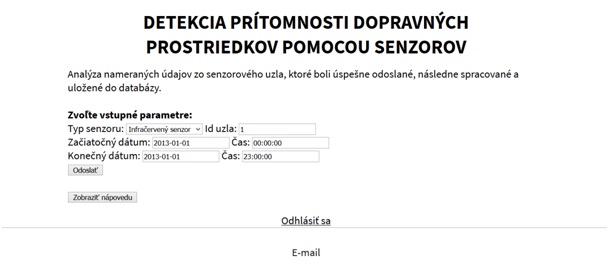 DETEKCIA PRÍTOMNOSTI DOPRAVNÝCH
PROSTRIEDKOV POMOCOU SENZOROV
Analýza nameraných údajov zo senzorového uzla, ktoré boli úspešne odoslané, následne spracované a
uložené do databázy.
Zvoľte vstupné parametre:
Typ senzoru: Infračervený senzor Id uzla: 1
Začiatočný dátum: 2013-01-01 Čas: 00:00:00
Konečný dátum: 2013-01-01 Čas: 23:00:00
Odoslať
Zobraziť nápovedu
Odhlásiť sa
E-mail